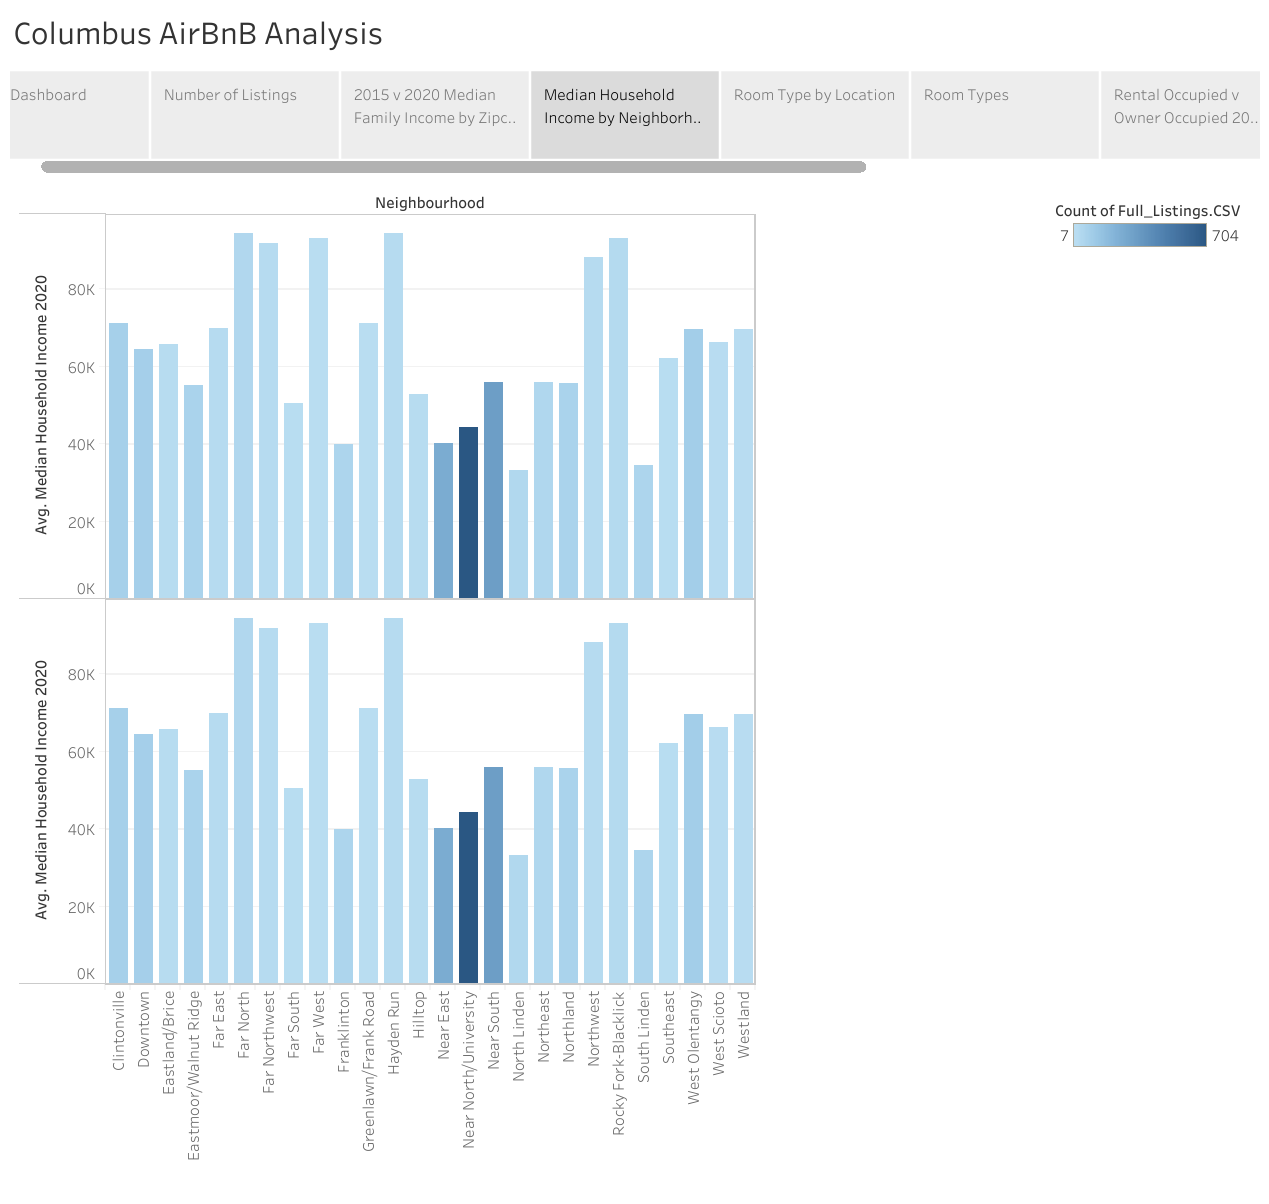 Columbus AirBnB Analysis
Dashboard
Number of Listings
2015 v 2020 Median
Family Income by Zipc..
Median Household
Income by Neighborh..
Room Type by Location
Room Types
Rental Occupied v
Owner Occupied 20..
Neighbourhood
Count of Full_Listings.CSV
7
704
Avg. Median Household Income 2020
80K
60K
40K
20K
0K
Avg. Median Household Income 2020
80K
60K
40K
20K
0K
Clintonville
Downtown
Eastland/Brice
Eastmoor/Walnut Ridge
Far East
Far North
Far Northwest
Far South
Far West
Franklinton
Greenlawn/Frank Road
Hayden Run
Hilltop
Near East
Near North/University
Near South
North Linden
Northeast
Northland
Northwest
Rocky Fork-Blacklick
South Linden
Southeast
West Olentangy
West Scioto
Westland